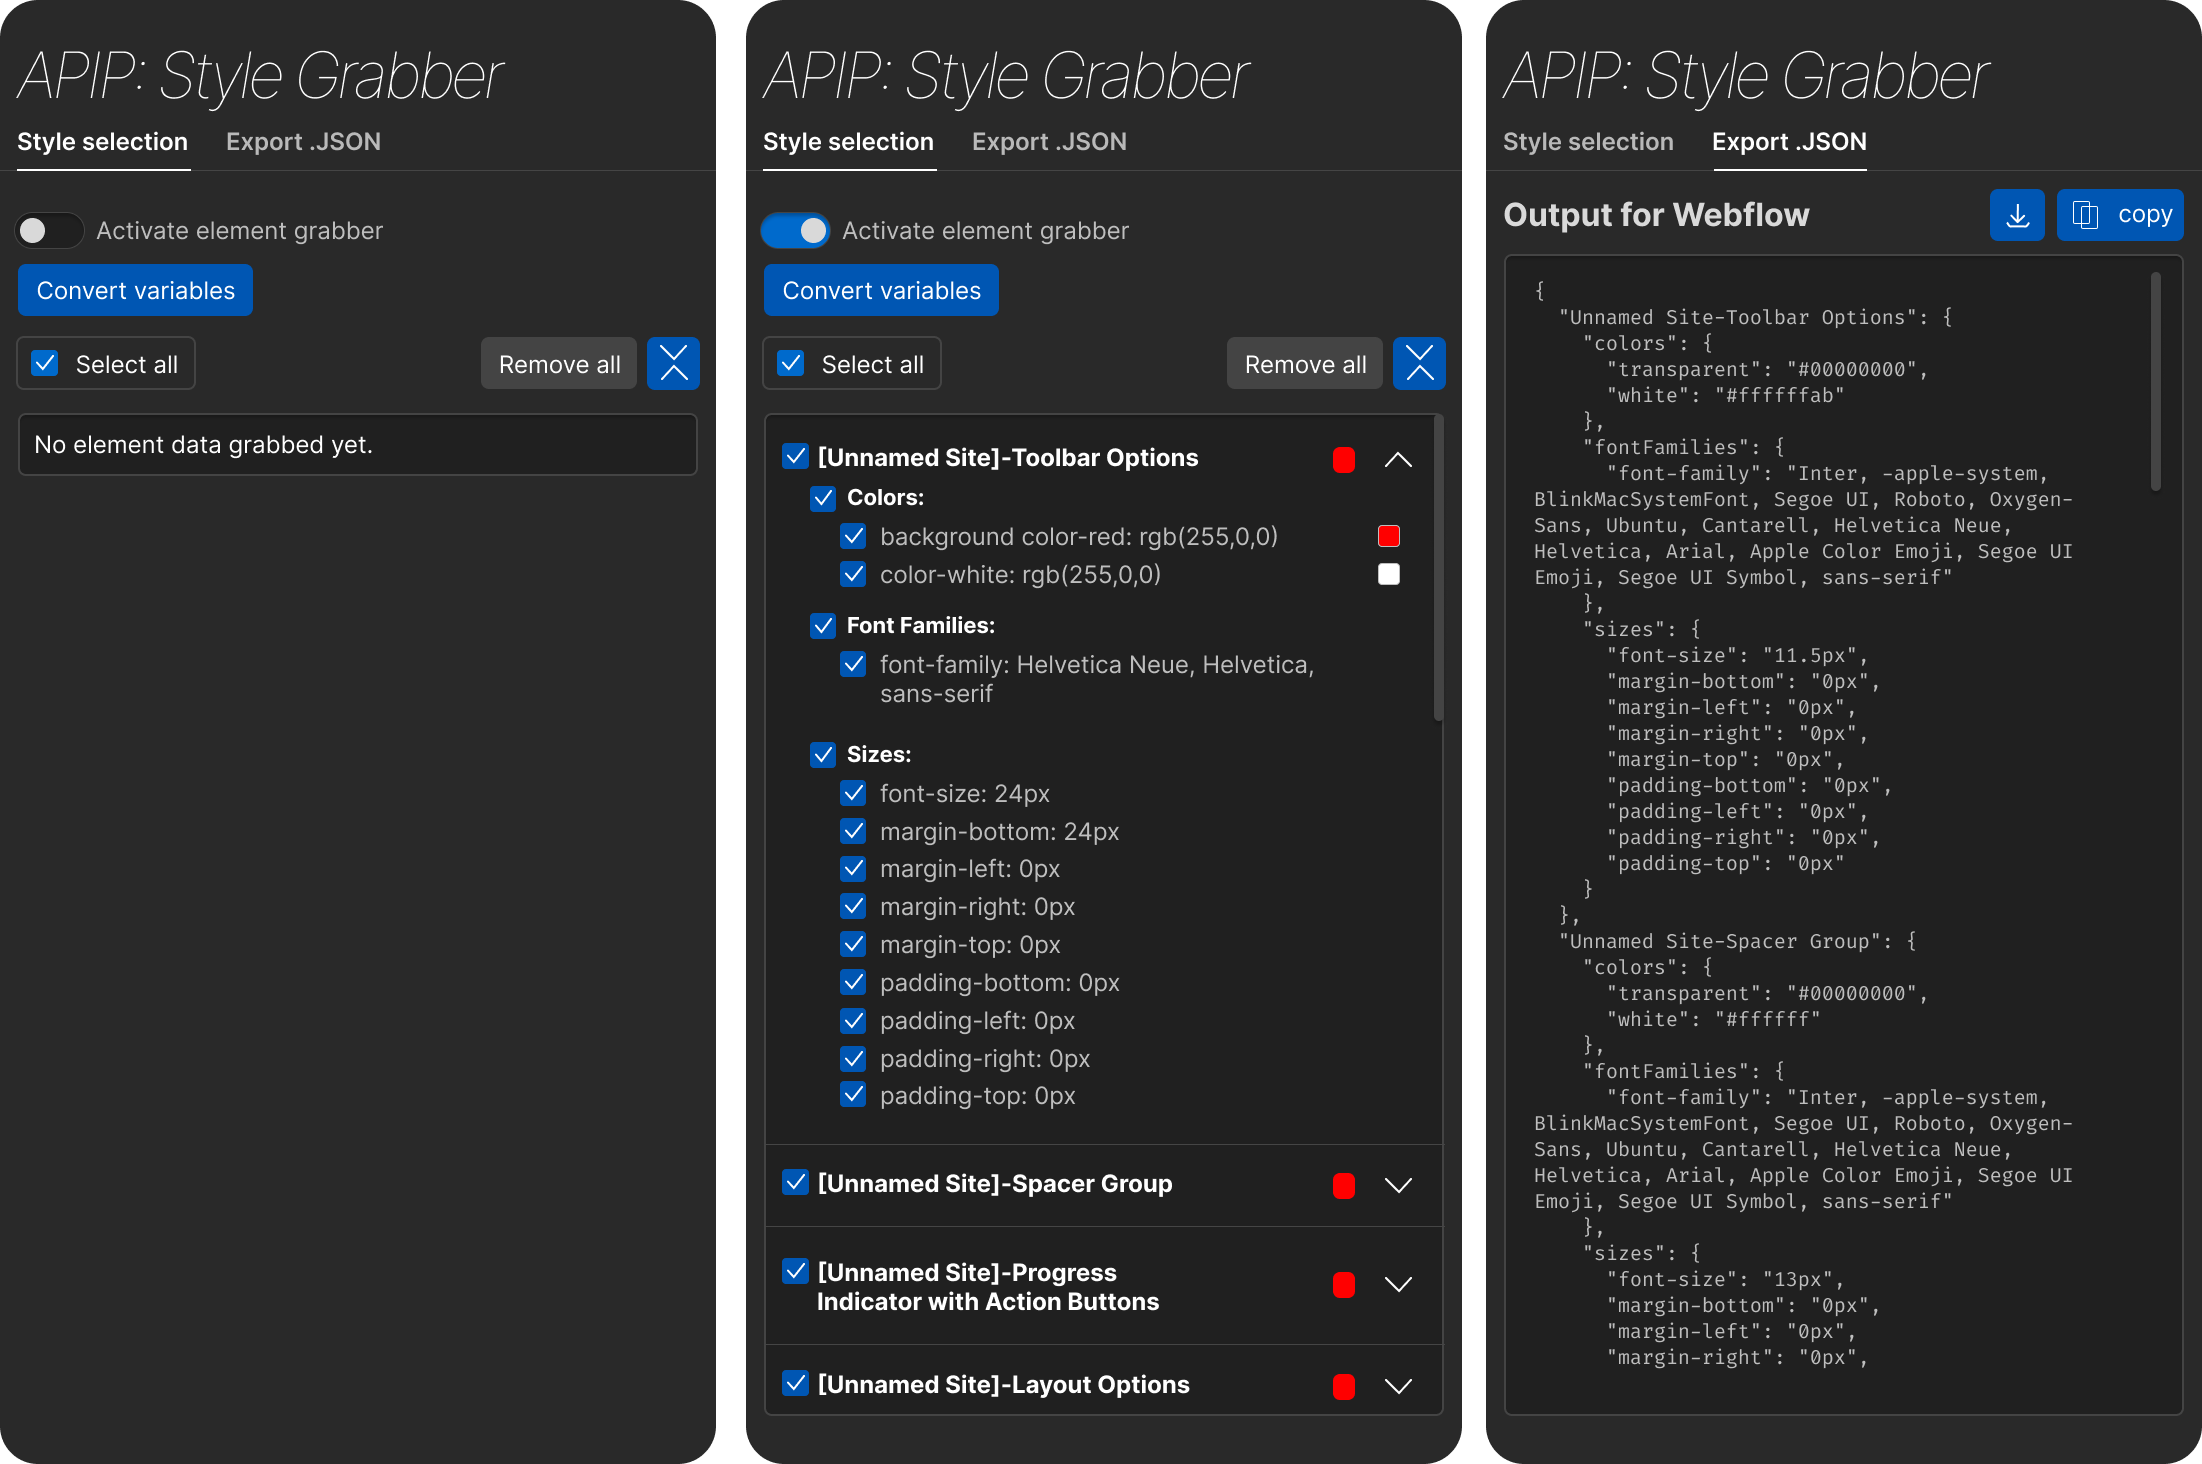 APIP: Style Grabber
Style selection
Export .JSON
Activate element grabber
Convert variables
Select all
Remove all
No element data grabbed yet.
APIP: Style Grabber
Style selection
Export .JSON
Activate element grabber
Convert variables
Select all
Remove all
[Unnamed Site]-Toolbar Options
Colors:
background color-red: rgb(255,0,0)
color-white: rgb(255,0,0)
Font Families:
font-family: Helvetica Neue, Helvetica,
sans-serif
Sizes:
font-size: 24px
margin-bottom: 24px
margin-left: 0px
margin-right: 0px
margin-top: 0px
padding-bottom: 0px
padding-left: 0px
padding-right: 0px
padding-top: 0px
[Unnamed Site]-Spacer Group
[Unnamed Site]-Progress
Indicator with Action Buttons
[Unnamed Site]-Layout Options
APIP: Style Grabber
Style selection
Export .JSON
Output for Webflow
copy
{
"Unnamed Site-Toolbar Options": {
"colors": {
"transparent": "#00000000",
"white": "#ffffffab"
},
"fontFamilies": {
"font-family": "Inter, -apple-system,
BlinkMacSystemFont, Segoe UI, Roboto, Oxygen-
Sans, Ubuntu, Cantarell, Helvetica Neue,
Helvetica, Arial, Apple Color Emoji, Segoe UI
Emoji, Segoe UI Symbol, sans-serif"
},
"sizes": {
"font-size": "11.5px",
"margin-bottom": "0px",
"margin-left": "0px",
"margin-right": "0px",
"margin-top": "0px",
"padding-bottom": "0px",
"padding-left": "0px",
"padding-right": "0px",
"padding-top": "0px"
}
},
"Unnamed Site-Spacer Group": {
"colors": {
"transparent": "#00000000",
"white": "#ffffff"
},
"fontFamilies": {
"font-family": "Inter, -apple-system,
BlinkMacSystemFont, Segoe UI, Roboto, Oxygen-
Sans, Ubuntu, Cantarell, Helvetica Neue,
Helvetica, Arial, Apple Color Emoji, Segoe UI
Emoji, Segoe UI Symbol, sans-serif"
},
"sizes": {
"font-size": "13px",
"margin-bottom": "0px",
"margin-left": "0px",
"margin-right": "0px",